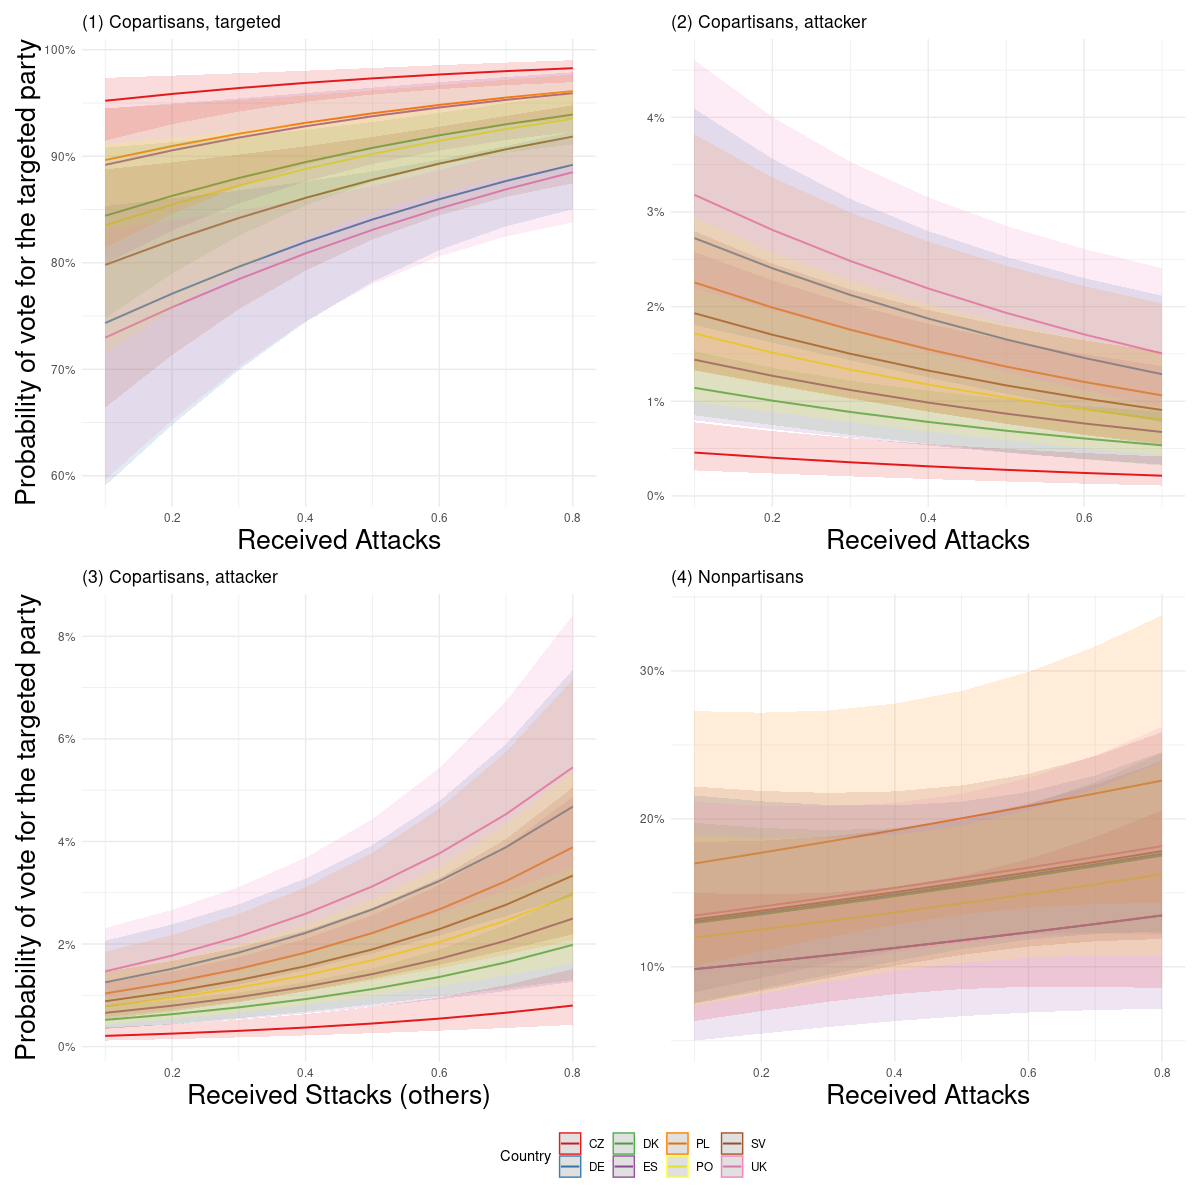 (1) Copartisans, targeted
(2) Copartisans, attacker
Probability of vote for the targeted party
100%
90%
80%
70%
60%
0.2 0.4 0.6 0.8
Received Attacks
4%
3%
2%
1%
0%
0.2 0.4 0.6
Received Attacks
(3) Copartisans, attacker
(4) Nonpartisans
Probability of vote for the targeted party
8%
6%
4%
2%
0%
0.2 0.4 0.6 0.8
Received Sttacks (others)
30%
20%
10%
0.2 0.4 0.6 0.8
Received Attacks
Country
CZ DK PL SV
DE ES PO UK